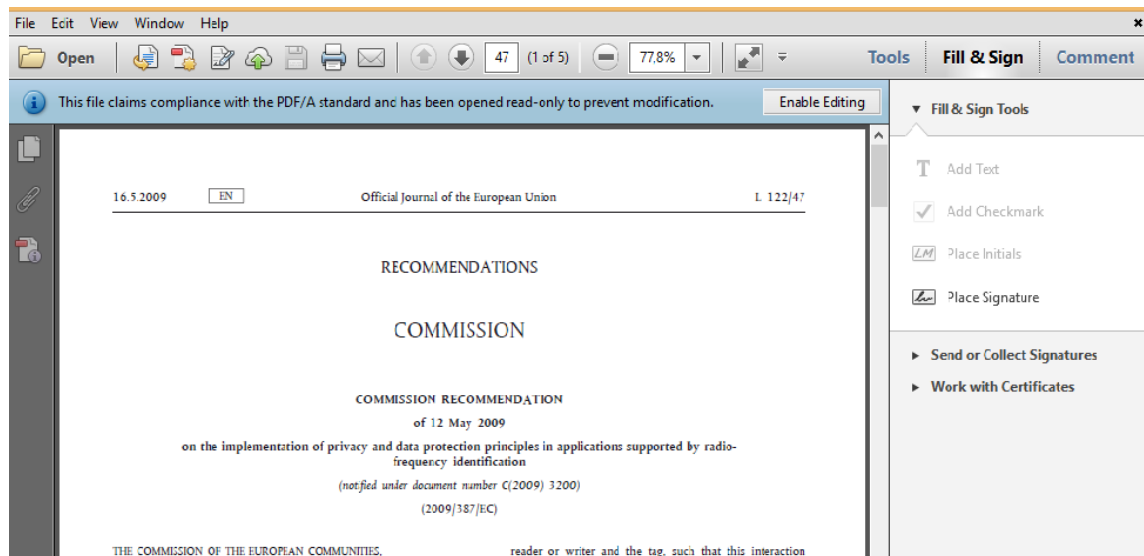 File Edit View Window Help
Open 47 (1 of 5) 77,8% Tools Fill & Sign Comment
This file claims compliance with the PDF/A standard and has been opened read-only to prevent modification. Enable Editing
Fill & Sign Tools
T Add Text
Add Checkmark
LM Place Initials
Place Signature
Send or Collect Signatures
Work with Certificates
16.5.2009 EN Official Journal of the European Union L 122/47
RECOMMENDATIONS
COMMISSION
COMMISSION RECOMMENDATION
of 12 May 2009
on the implementation of privacy and data protection principles in applications supported by radio-
frequency identification
(notified under document number C(2009) 3200)
(2009/387/EC)
THE COMMISSION OF THE EUROPEAN COMMUNITIES,
reader or writer and the tag, such that this interaction